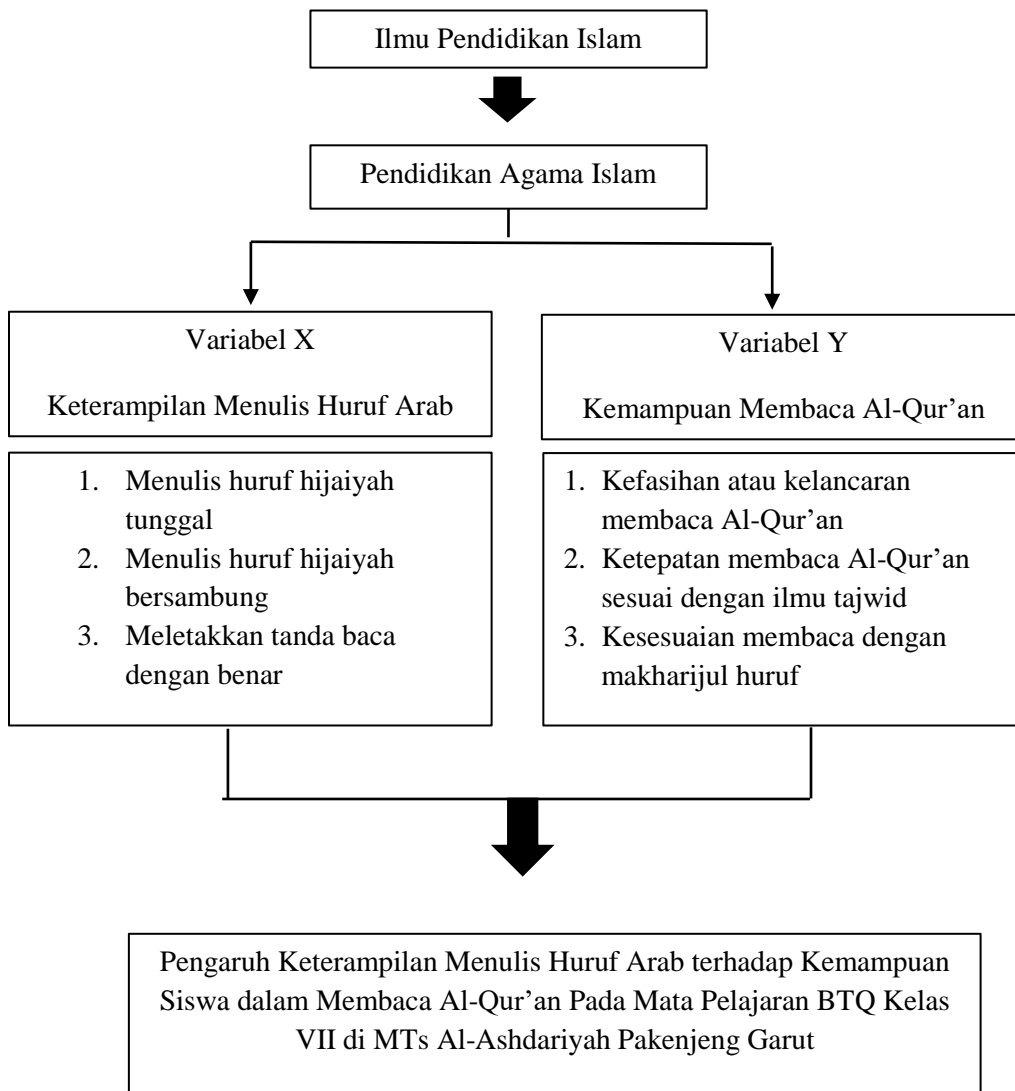 Ilmu Pendidikan Islam
Pendidikan Agama Islam
Variabel X
Keterampilan Menulis Huruf Arab
1. Menulis huruf hijaiyah
tunggal
2. Menulis huruf hijaiyah
bersambung
3. Meletakkan tanda baca
dengan benar
Variabel Y
Kemampuan Membaca Al-Qur’an
1. Kefasihan atau kelancaran
membaca Al-Qur’an
2. Ketepatan membaca Al-Qur’an
sesuai dengan ilmu tajwid
3. Kesesuaian membaca dengan
makharijul huruf
Pengaruh Keterampilan Menulis Huruf Arab terhadap Kemampuan
Siswa dalam Membaca Al-Qur’an Pada Mata Pelajaran BTQ Kelas
VII di MTs Al-Ashdariyah Pakenjeng Garut